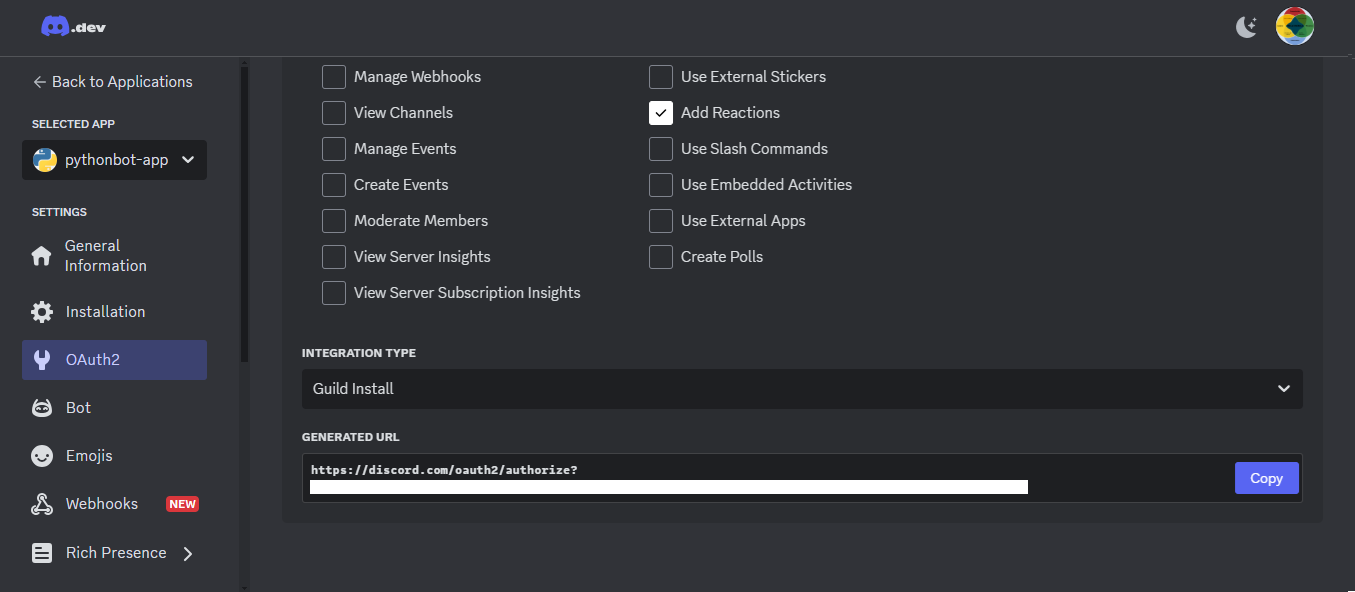 .dev
Back to Applications
SELECTED APP
pythonbot-app
SETTINGS
General
Information
Installation
OAuth2
Bot
Emojis
Webhooks NEW
Rich Presence
Manage Webhooks
View Channels
Manage Events
Create Events
Moderate Members
View Server Insights
View Server Subscription Insights
Use External Stickers
Add Reactions
Use Slash Commands
Use Embedded Activities
Use External Apps
Create Polls
INTEGRATION TYPE
Guild Install
GENERATED URL
https://discord.com/oauth2/authorize?
Copy